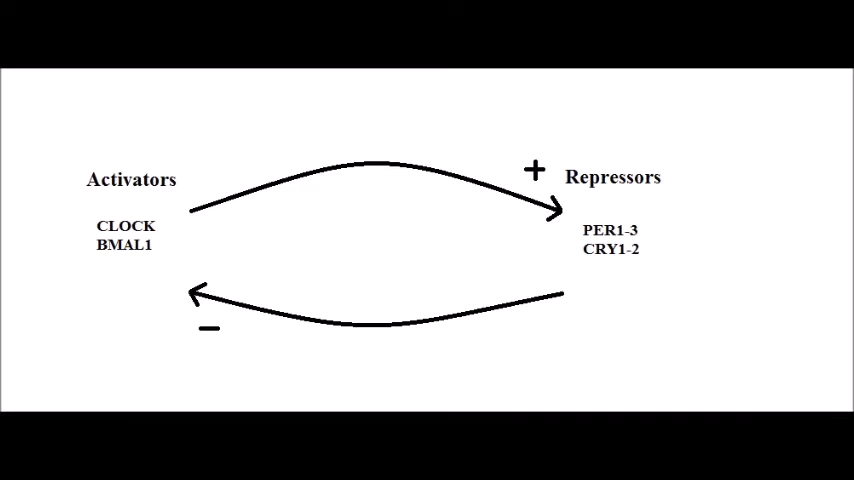 Activators
CLOCK
BMAL1
+
Repressors
PER1-3
CRY1-2
−